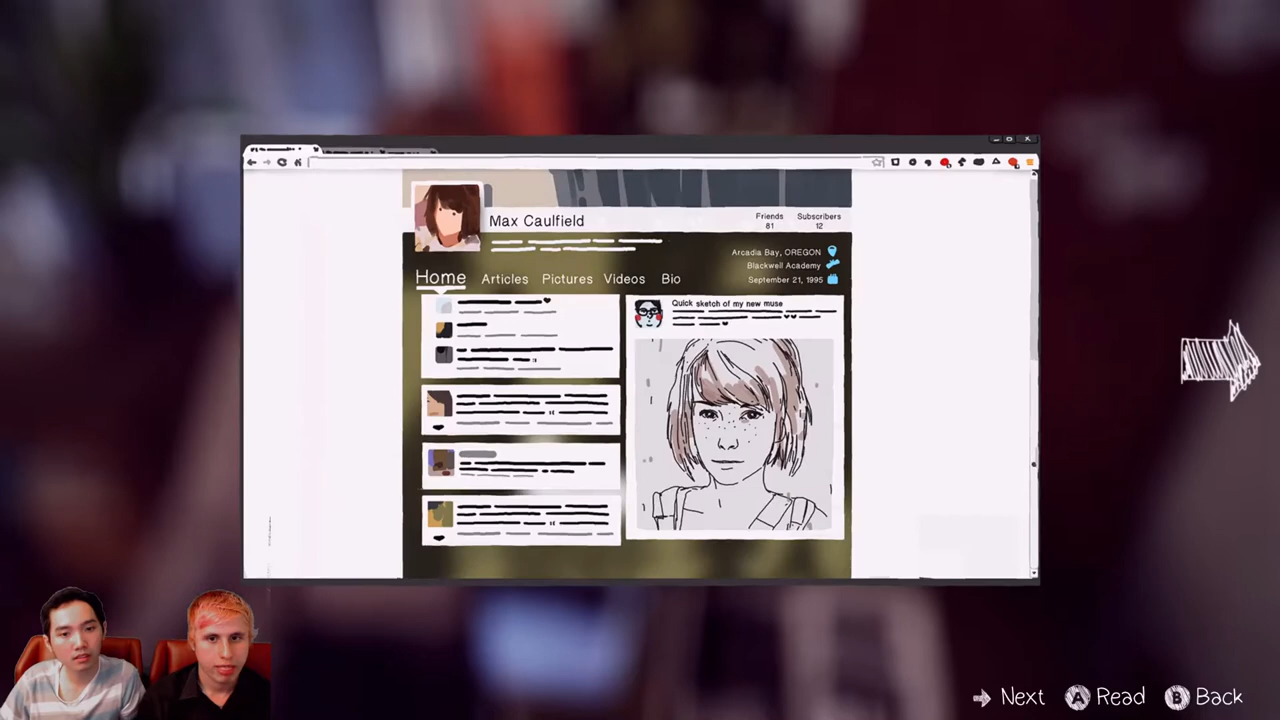 Max Caulfield
Friends
81
Subscribers
12
Arcadia Bay, OREGON
Blackwell Academy
September 21, 1995
Home Articles Pictures Videos Bio
Quick sketch of my new muse
Next A Read B Back